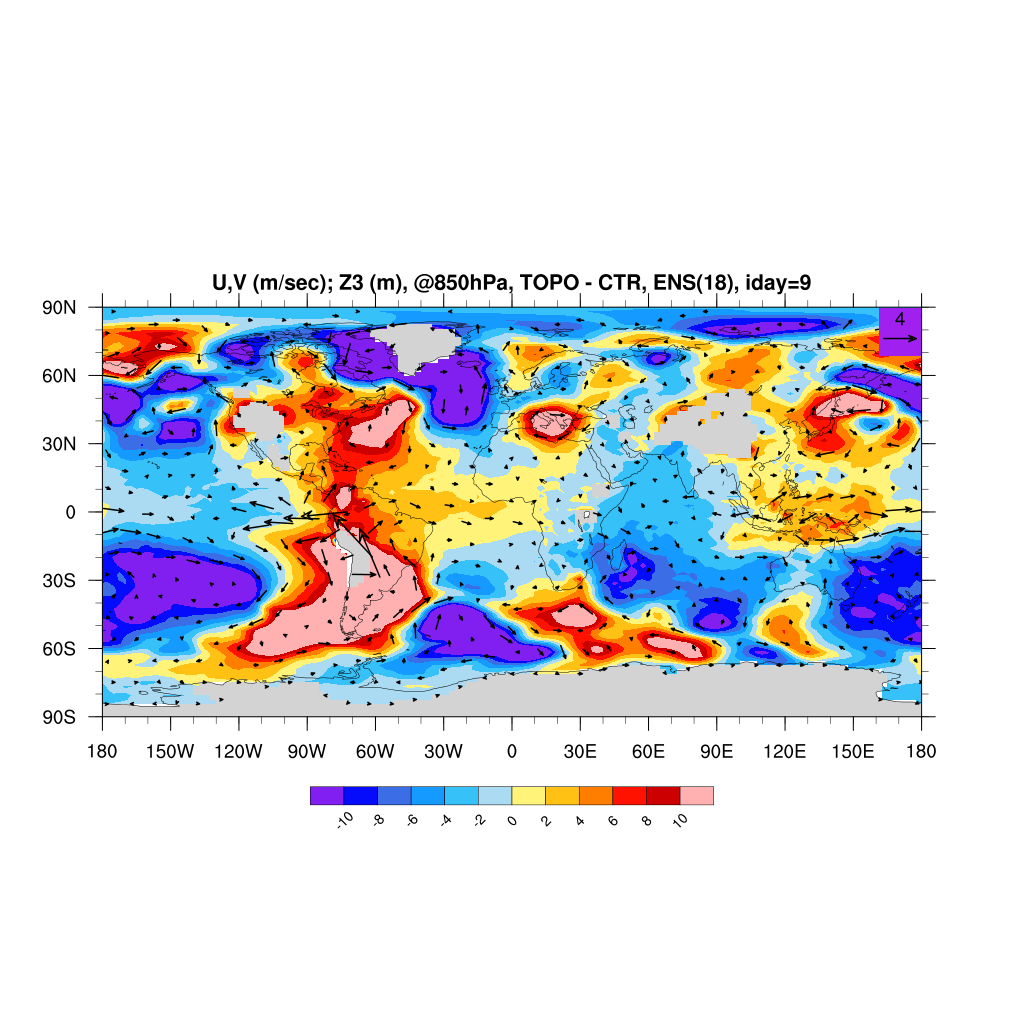 U,V (m/sec); Z3 (m), @850hPa, TOPO - CTR, ENS(18), iday=9
4
90N
60N
30N
0
30S
60S
90S
180 150W 120W 90W 60W 30W 0 30E 60E 90E 120E 150E 180
-10 -8 -6 -4 -2 0 2 4 6 8 10